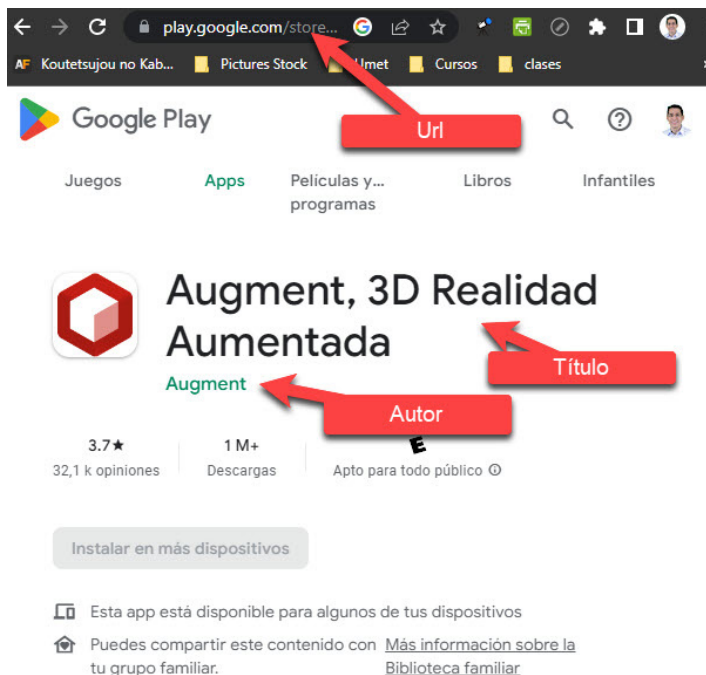 play.google.com/store...
AF Koutetsujou no Kab... Pictures Stock Umet Cursos clases
Google Play
Url
Juegos Apps Películas y... Libros Infantiles
programas
Augment, 3D Realidad
Aumentada
Título
Augment
Autor
3.7★ 1 M+ E
32,1 k opiniones Descargas Apto para todo público
Instalar en más dispositivos
Esta app está disponible para algunos de tus dispositivos
Puedes compartir este contenido con Más información sobre la
tu grupo familiar. Biblioteca familiar